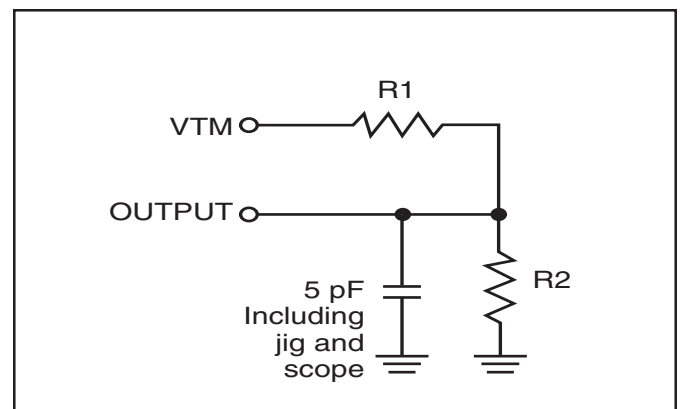 R1
VTM
OUTPUT
R2
5 pF
Including
jig and
scope